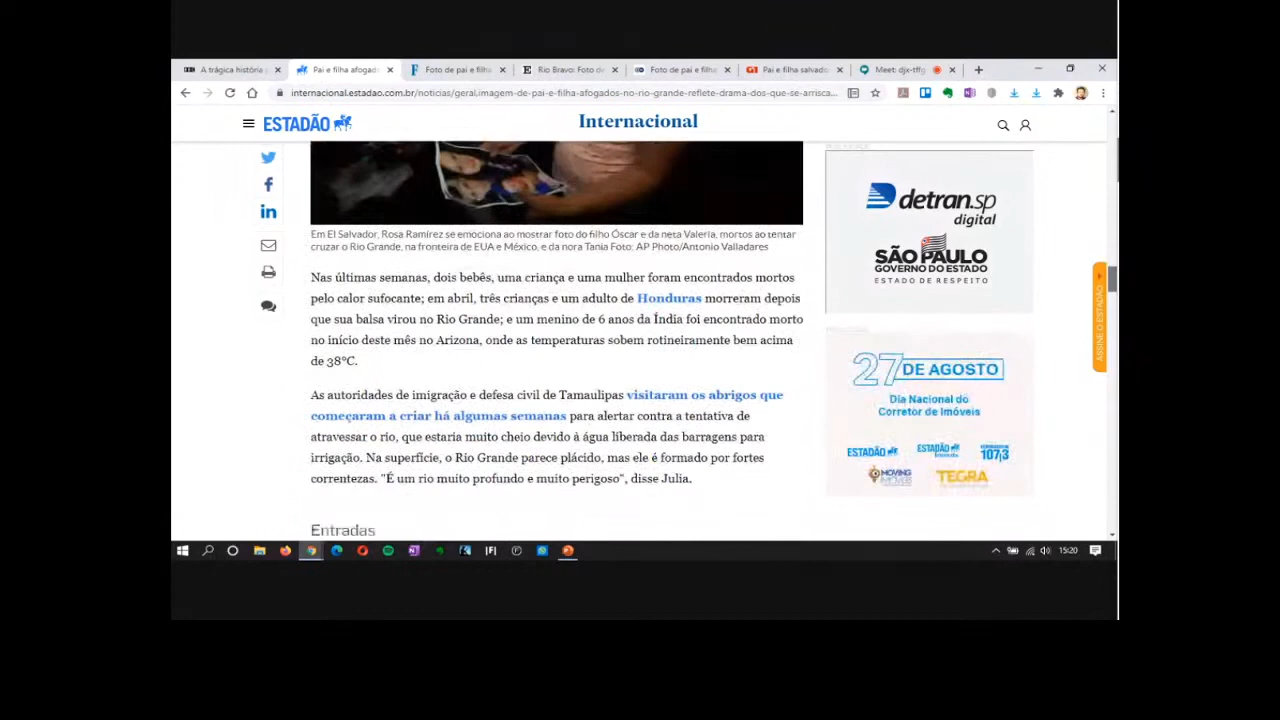 A trágica história
Pai e filha afogad
Foto de pai e filha
Rio Bravo: Foto de
Foto de pai e filha
Pai e filha salvado
Meet: djx-tffg
internacional.estadao.com.br/noticias/geral,imagem-de-pai-e-filha-afogados-no-rio-grande-reflete-drama-dos-que-se-arrisca...
ESTADÃO
Internacional
Em El Salvador, Rosa Ramírez se emociona ao mostrar foto do filho Óscar e da neta Valeria, mortos ao tentar
cruzar o Rio Grande, na fronteira de EUA e México, e da nora Tania Foto: AP Photo/Antonio Valladares
Nas últimas semanas, dois bebês, uma criança e uma mulher foram encontrados mortos
pelo calor sufocante; em abril, três crianças e um adulto de Honduras morreram depois
que sua balsa virou no Rio Grande; e um menino de 6 anos da Índia foi encontrado morto
no início deste mês no Arizona, onde as temperaturas sobem rotineiramente bem acima
de 38°C.
As autoridades de imigração e defesa civil de Tamaulipas visitaram os abrigos que
começaram a criar há algumas semanas para alertar contra a tentativa de
atravessar o rio, que estaria muito cheio devido à água liberada das barragens para
irrigação. Na superfície, o Rio Grande parece plácido, mas ele é formado por fortes
correntezas. "É um rio muito profundo e muito perigoso", disse Julia.
Entradas
detran.sp
digital
SÃO PAULO
GOVERNO DO ESTADO
ESTADO DE RESPEITO
27 DE AGOSTO
Dia Nacional do
Corretor de Imóveis
ESTADÃO
ESTADÃO
107,3
MOVING
IMÓVEIS
TEGRA
ASSINE O ESTADÃO
15:20